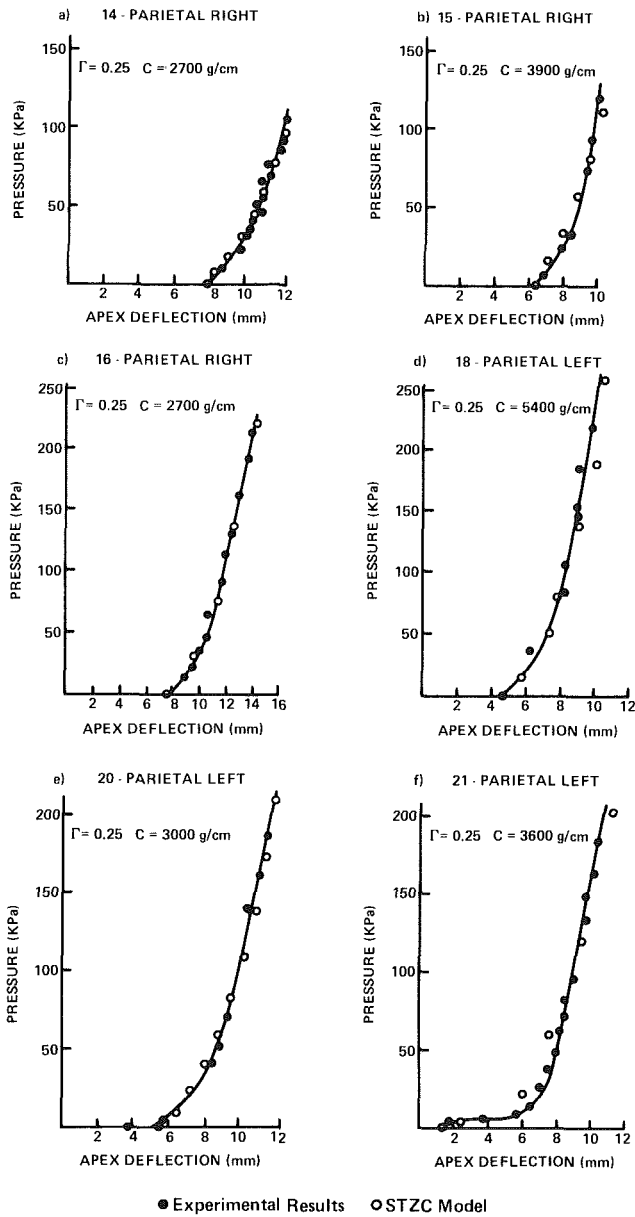 a) 14 - PARIETAL RIGHT
150
Γ = 0.25 C = 2700 g/cm
100
50
PRESSURE (KPa)
0 2 4 6 8 10 12
APEX DEFLECTION (mm)
b) 15 - PARIETAL RIGHT
150
Γ = 0.25 C = 3900 g/cm
100
50
PRESSURE (KPa)
2 4 6 8 10
APEX DEFLECTION (mm)
c) 16 - PARIETAL RIGHT
250
Γ = 0.25 C = 2700 g/cm
200
150
100
50
PRESSURE (KPa)
2 4 6 8 10 12 14 16
APEX DEFLECTION (mm)
d) 18 - PARIETAL LEFT
250
Γ = 0.25 C = 5400 g/cm
200
150
100
50
PRESSURE (KPa)
2 4 6 8 10 12
APEX DEFLECTION (mm)
e) 20 - PARIETAL LEFT
200
Γ = 0.25 C = 3000 g/cm
150
100
50
0
PRESSURE (KPa)
2 4 6 8 10 12
APEX DEFLECTION (mm)
f) 21 - PARIETAL LEFT
200
Γ = 0.25 C = 3600 g/cm
150
100
50
PRESSURE (KPa)
2 4 6 8 10 12
APEX DEFLECTION (mm)
Experimental Results STZC Model